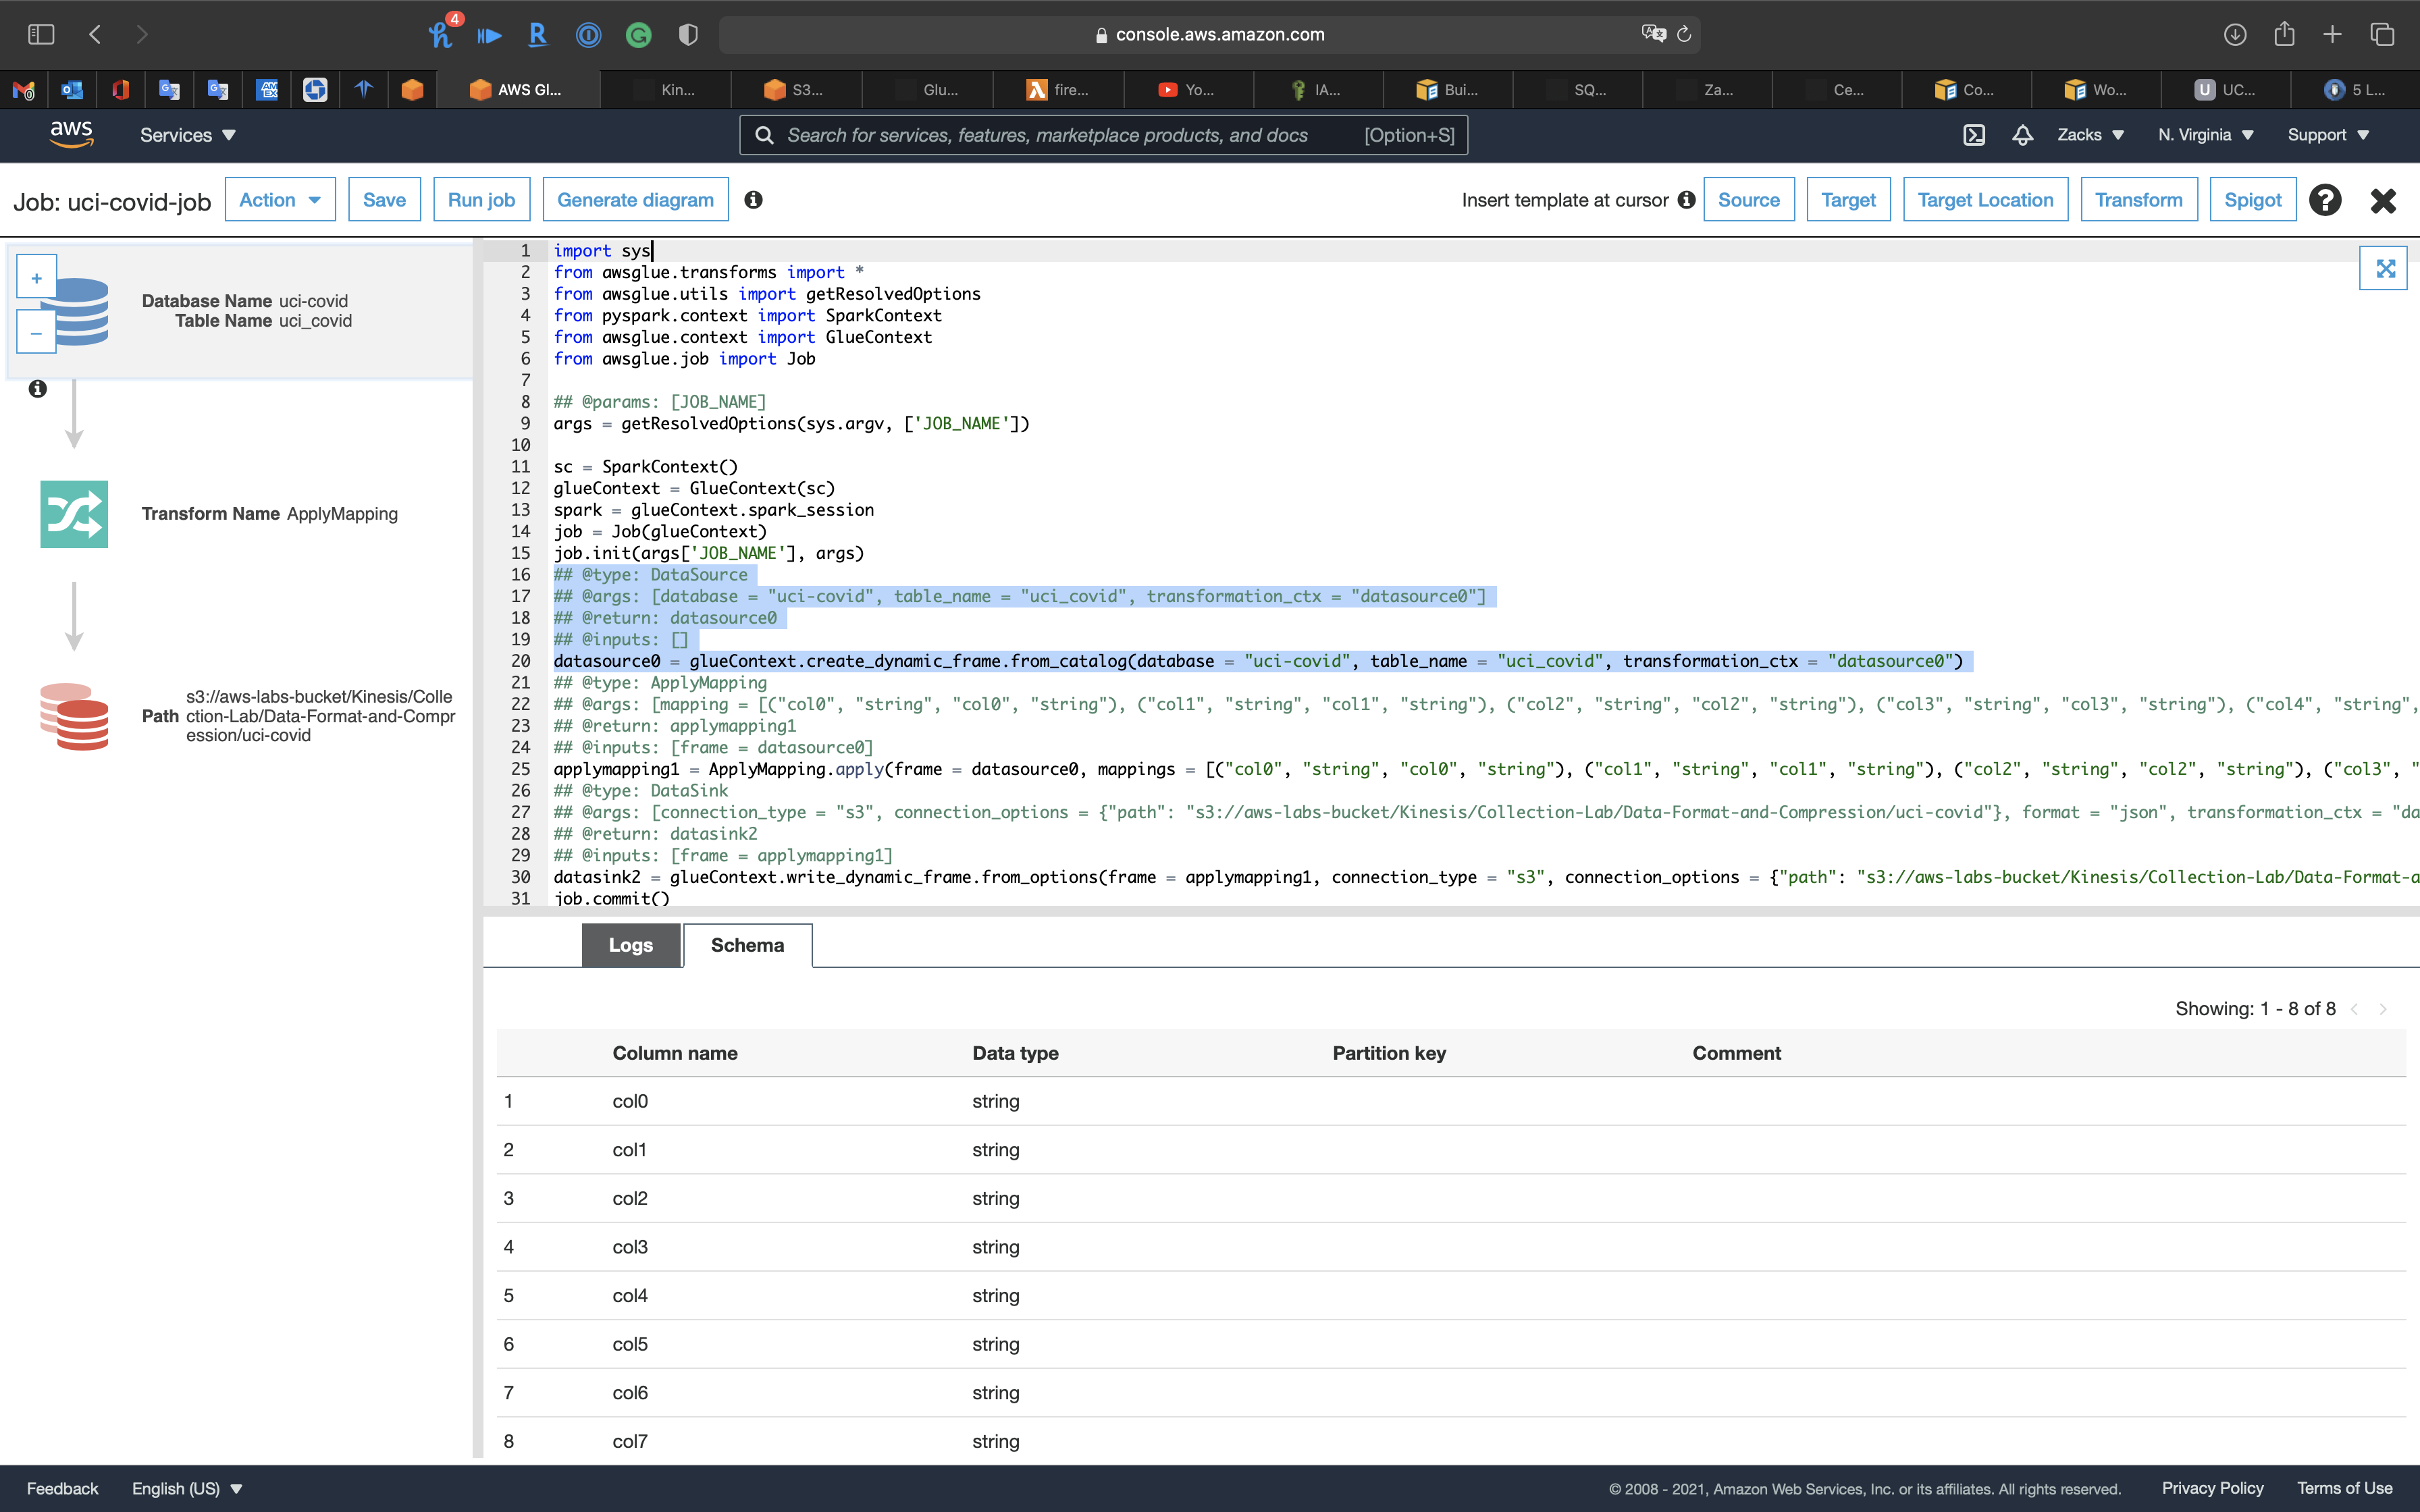 4
console.aws.amazon.com
AWS Gl...
Kin...
S3...
Glu...
fire...
Yo...
IA...
Bui...
SQ...
Za...
Ce...
Co...
Wo...
U UC...
5 L...
aws
Services
Search for services, features, marketplace products, and docs [Option+S]
Zacks
N. Virginia
Support
Job: uci-covid-job
Action
Save
Run job
Generate diagram
Insert template at cursor
Source
Target
Target Location
Transform
Spigot
+
−
Database Name uci-covid
Table Name uci_covid
Transform Name ApplyMapping
Path s3://aws-labs-bucket/Kinesis/Colle
ction-Lab/Data-Format-and-Compr
ession/uci-covid
1 import sys
2 from awsglue.transforms import *
3 from awsglue.utils import getResolvedOptions
4 from pyspark.context import SparkContext
5 from awsglue.context import GlueContext
6 from awsglue.job import Job
7
8 ## @params: [JOB_NAME]
9 args = getResolvedOptions(sys.argv, ['JOB_NAME'])
10
11 sc = SparkContext()
12 glueContext = GlueContext(sc)
13 spark = glueContext.spark_session
14 job = Job(glueContext)
15 job.init(args['JOB_NAME'], args)
16 ## @type: DataSource
17 ## @args: [database = "uci-covid", table_name = "uci_covid", transformation_ctx = "datasource0"]
18 ## @return: datasource0
19 ## @inputs: []
20 datasource0 = glueContext.create_dynamic_frame.from_catalog(database = "uci-covid", table_name = "uci_covid", transformation_ctx = "datasource0")
21 ## @type: ApplyMapping
22 ## @args: [mapping = [("col0", "string", "col0", "string"), ("col1", "string", "col1", "string"), ("col2", "string", "col2", "string"), ("col3", "string", "col3", "string"), ("col4", "string",
23 ## @return: applymapping1
24 ## @inputs: [frame = datasource0]
25 applymapping1 = ApplyMapping.apply(frame = datasource0, mappings = [("col0", "string", "col0", "string"), ("col1", "string", "col1", "string"), ("col2", "string", "col2", "string"), ("col3", "
26 ## @type: DataSink
27 ## @args: [connection_type = "s3", connection_options = {"path": "s3://aws-labs-bucket/Kinesis/Collection-Lab/Data-Format-and-Compression/uci-covid"}, format = "json", transformation_ctx = "da
28 ## @return: datasink2
29 ## @inputs: [frame = applymapping1]
30 datasink2 = glueContext.write_dynamic_frame.from_options(frame = applymapping1, connection_type = "s3", connection_options = {"path": "s3://aws-labs-bucket/Kinesis/Collection-Lab/Data-Format-a
31 job.commit()
Logs
Schema
Showing: 1 - 8 of 8
Column name Data type Partition key Comment
1 col0 string
2 col1 string
3 col2 string
4 col3 string
5 col4 string
6 col5 string
7 col6 string
8 col7 string
Feedback
English (US)
© 2008 - 2021, Amazon Web Services, Inc. or its affiliates. All rights reserved.
Privacy Policy
Terms of Use